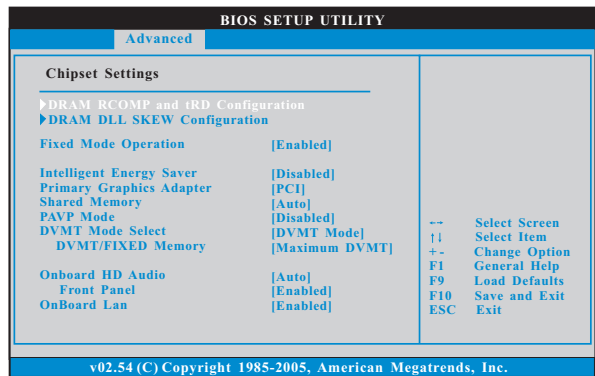 BIOS SETUP UTILITY
Advanced
Chipset Settings
DRAM RCOMP and tRD Configuration
DRAM DLL SKEW Configuration
Fixed Mode Operation [Enabled]
Intelligent Energy Saver [Disabled]
Primary Graphics Adapter [PCI]
Shared Memory [Auto]
PAVP Mode [Disabled]
DVMT Mode Select [DVMT Mode]
DVMT/FIXED Memory [Maximum DVMT]
Onboard HD Audio [Auto]
Front Panel [Enabled]
OnBoard Lan [Enabled]
←→ Select Screen
↑↓ Select Item
+ - Change Option
F1 General Help
F9 Load Defaults
F10 Save and Exit
ESC Exit
v02.54 (C) Copyright 1985-2005, American Megatrends, Inc.